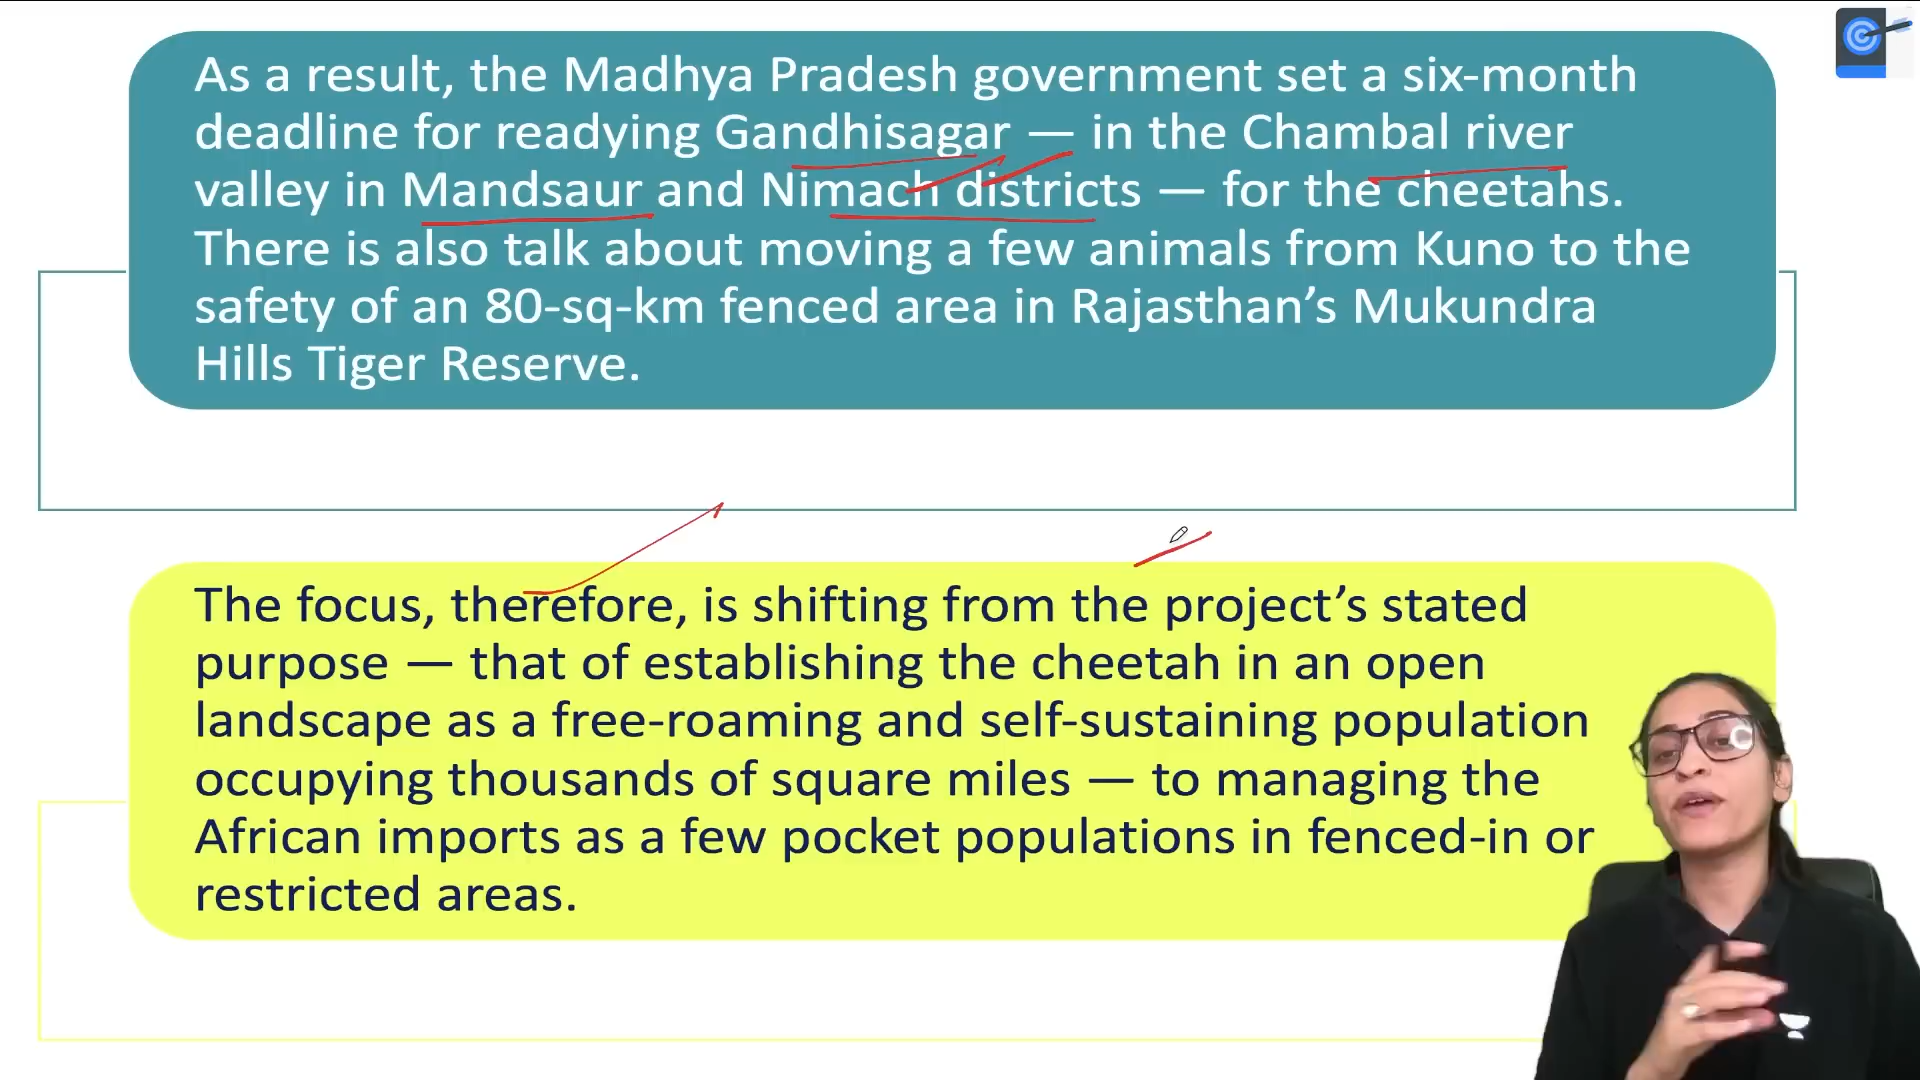 As a result, the Madhya Pradesh government set a six-month
deadline for readying Gandhisagar — in the Chambal river
valley in Mandsaur and Nimach districts — for the cheetahs.
There is also talk about moving a few animals from Kuno to the
safety of an 80-sq-km fenced area in Rajasthan’s Mukundra
Hills Tiger Reserve.
The focus, therefore, is shifting from the project’s stated
purpose — that of establishing the cheetah in an open
landscape as a free-roaming and self-sustaining population
occupying thousands of square miles — to managing the
African imports as a few pocket populations in fenced-in or
restricted areas.